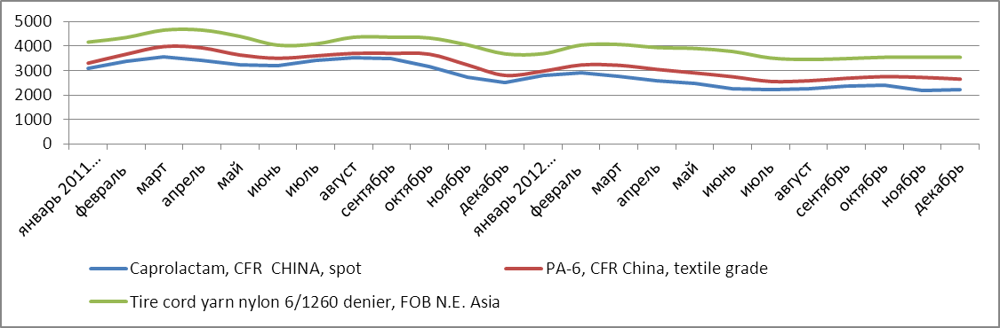 5000
4000
3000
2000
1000
0
январь 2011...
февраль
март
апрель
май
июнь
июль
август
сентябрь
октябрь
ноябрь
декабрь
январь 2012...
февраль
март
апрель
май
июнь
июль
август
сентябрь
октябрь
ноябрь
декабрь
Caprolactam, CFR CHINA, spot
PA-6, CFR China, textile grade
Tire cord yarn nylon 6/1260 denier, FOB N.E. Asia